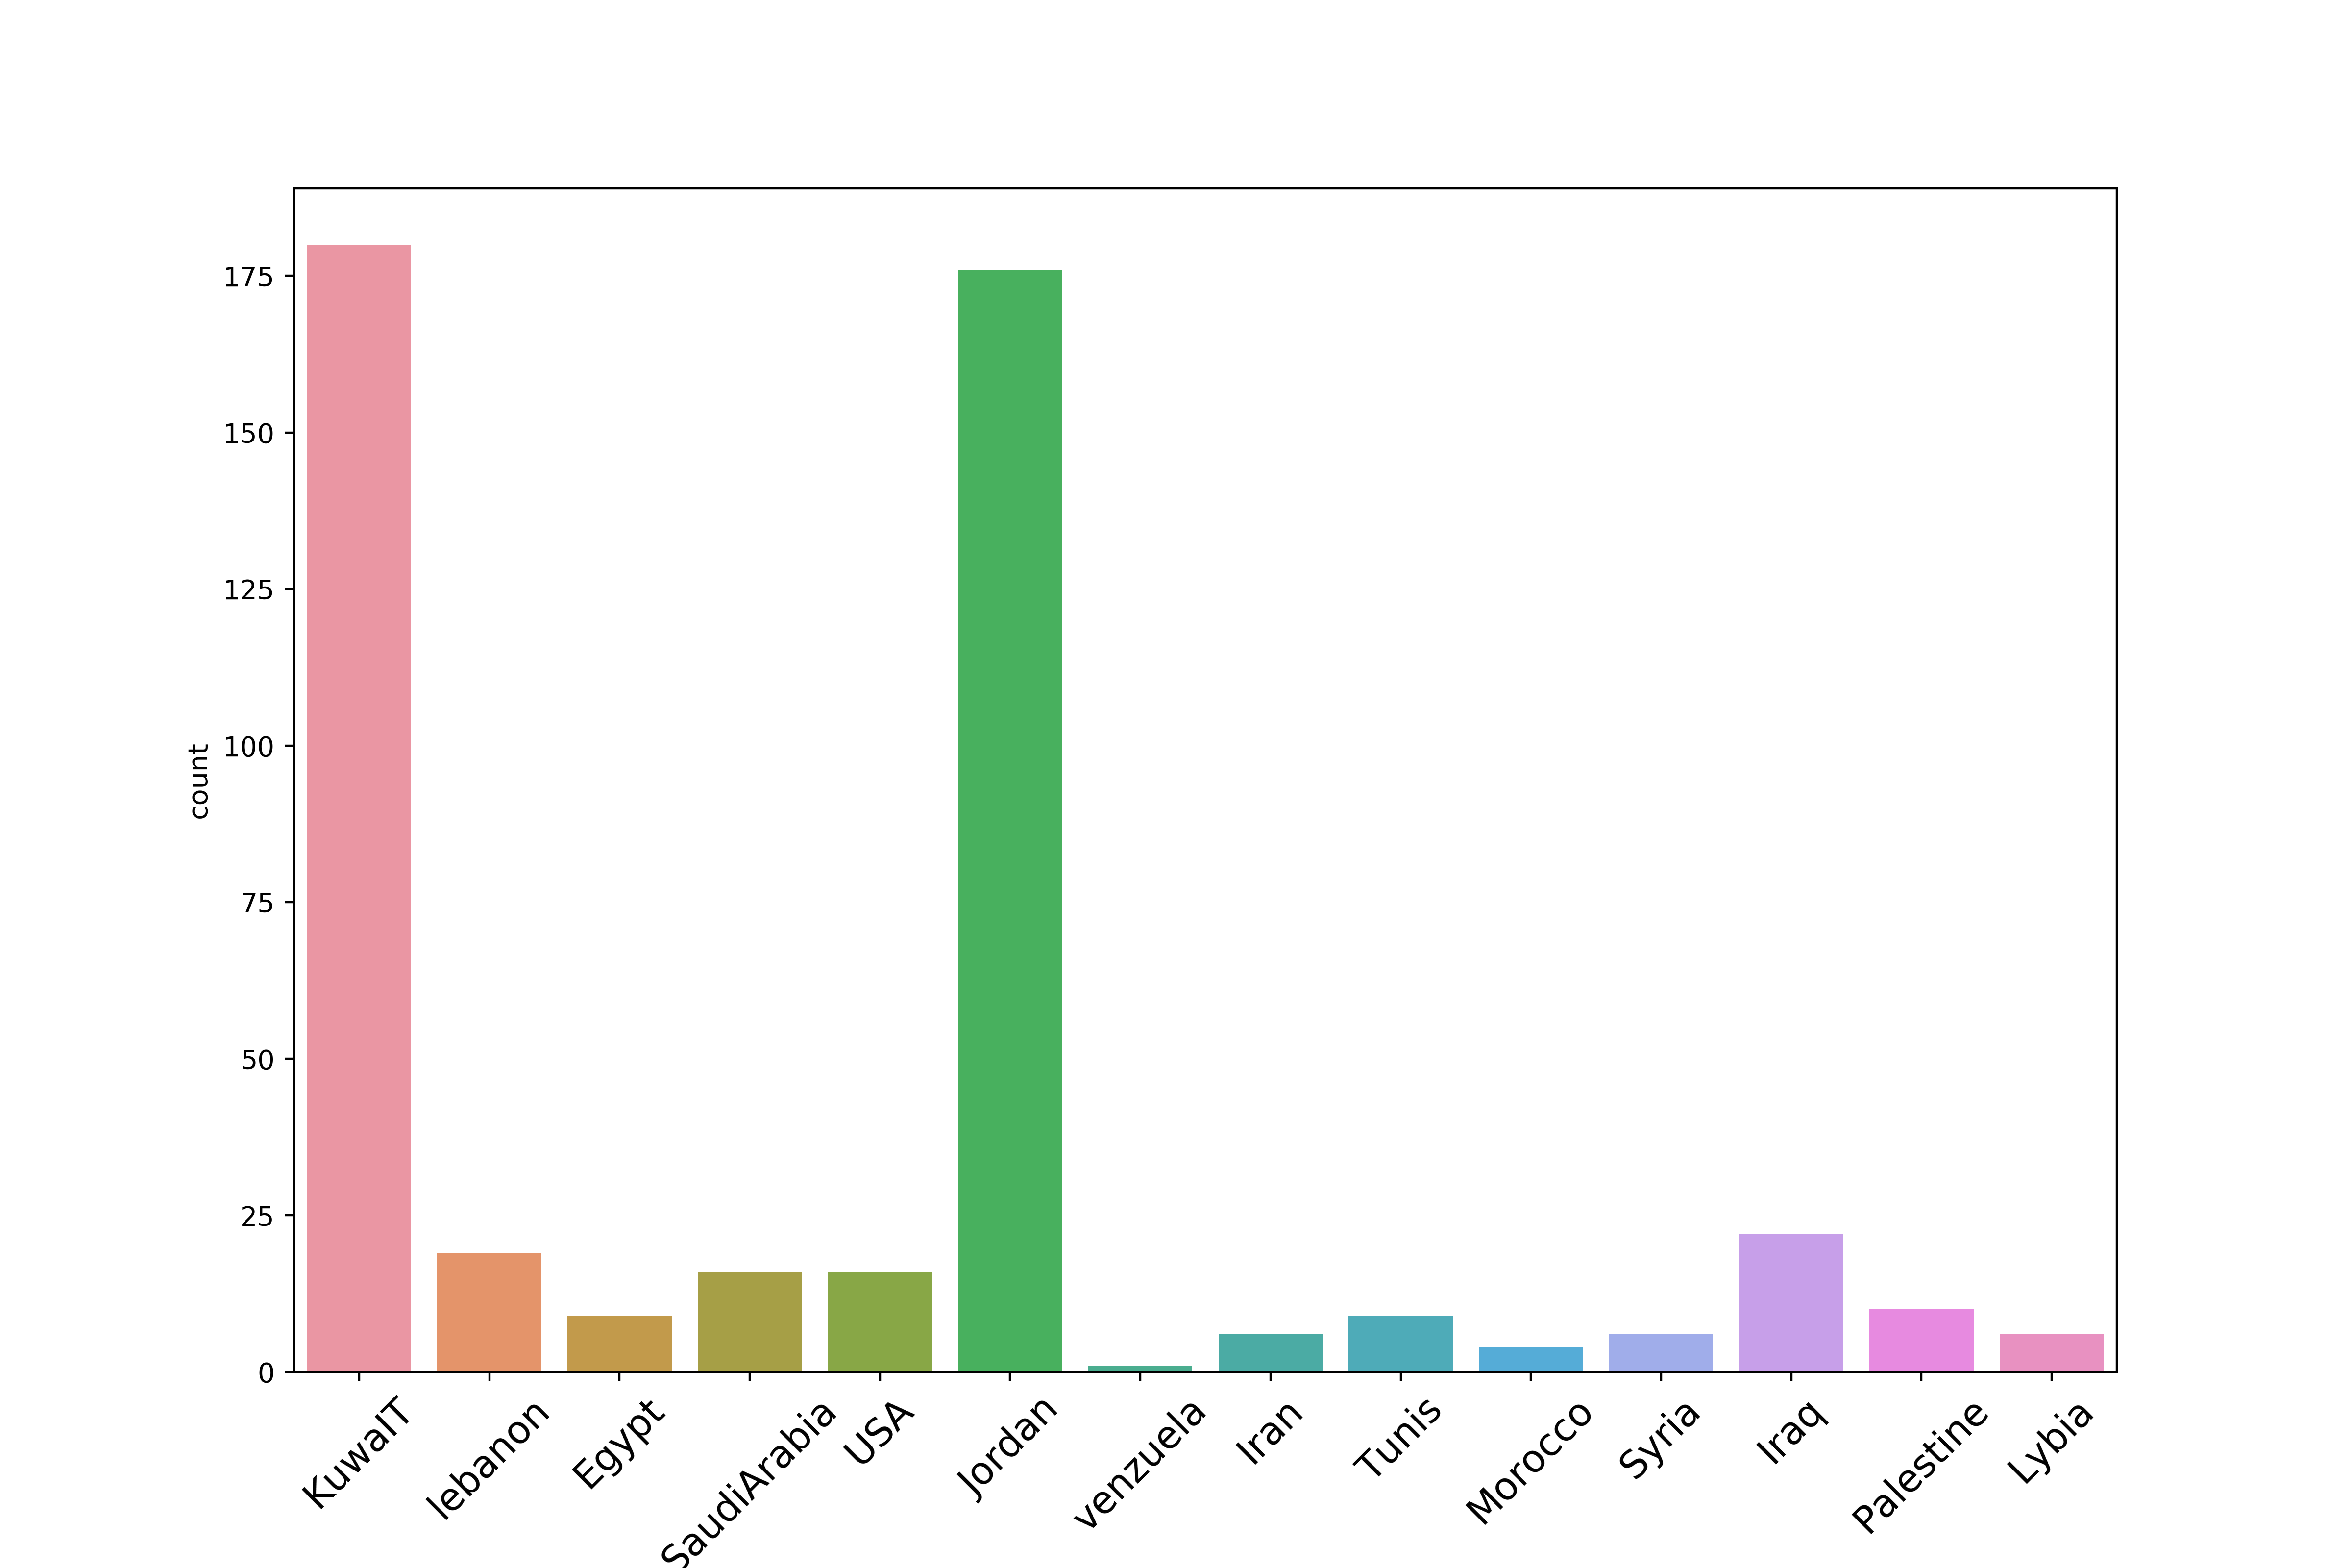 175
150
125
100
75
50
25
0
count
KuwaIT
lebanon
Egypt
SaudiArabia
USA
Jordan
venzuela
Iran
Tunis
Morocco
Syria
Iraq
Palestine
Lybia